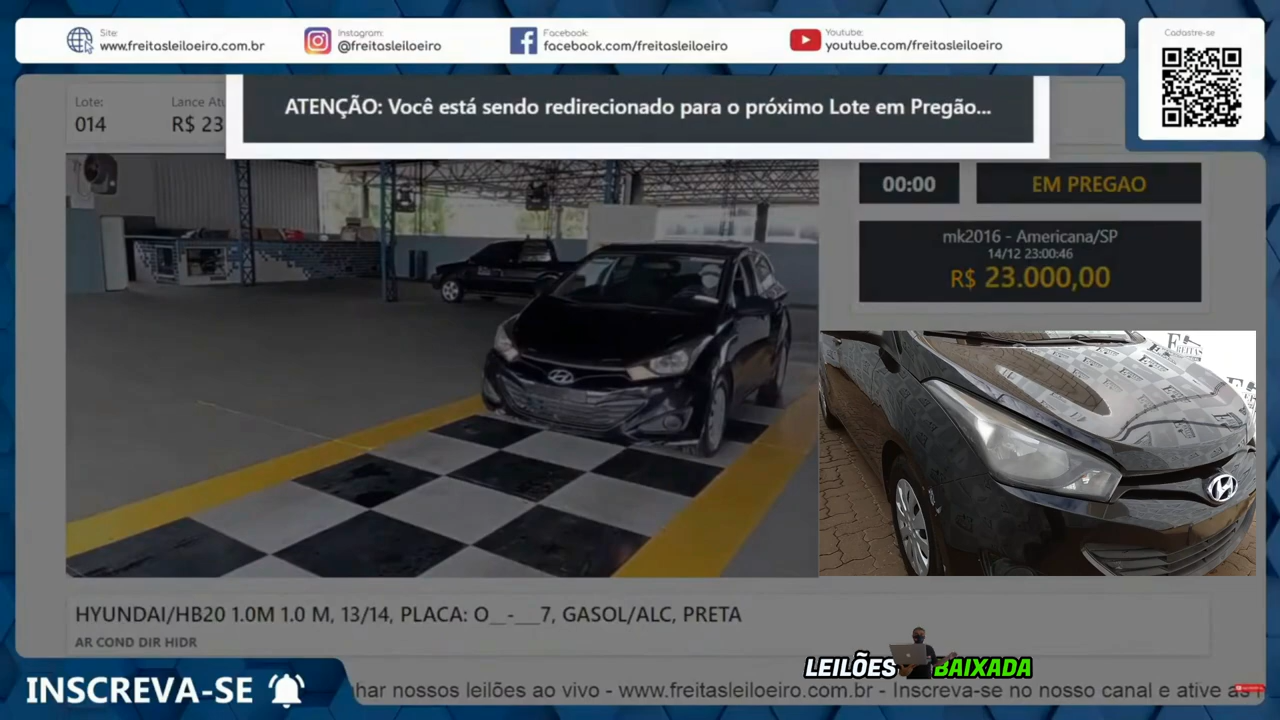 Site:
www.freitasleiloeiro.com.br
Instagram:
@freitasleiloeiro
Facebook:
facebook.com/freitasleiloeiro
Youtube:
youtube.com/freitasleiloeiro
Cadastre-se
ATENÇÃO: Você está sendo redirecionado para o próximo Lote em Pregão...
Lote:
014
Lance Atu
R$ 23
00:00
EM PREGAO
mk2016 - Americana/SP
14/12 23:00:46
R$ 23.000,00
FREITAS
HYUNDAI/HB20 1.0M 1.0 M, 13/14, PLACA: O__-___7, GASOL/ALC, PRETA
AR COND DIR HIDR
LEILÕES BAIXADA
INSCREVA-SE
har nossos leilões ao vivo - www.freitasleiloeiro.com.br - Inscreva-se no nosso canal e ative as